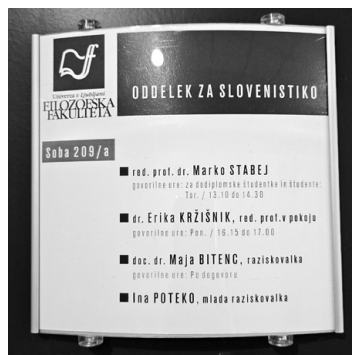 Univerza v Ljubljani
FILOZOFSKA
FAKULTETA
ODDELEK ZA SLOVENISTIKO
Soba 209/a
red. prof. dr. Marko STABEJ
govorilne ure: za dodiplomske študentke in študente:
Tor. / 13.10 do 14.30
dr. Erika KRŽIŠNIK, red. prof. v pokoju
govorilne ure: Pon. / 16.15 do 17.00
doc. dr. Maja BITENC, raziskovalka
govorilne ure: Po dogovoru
Ina POTEKO, mlada raziskovalka